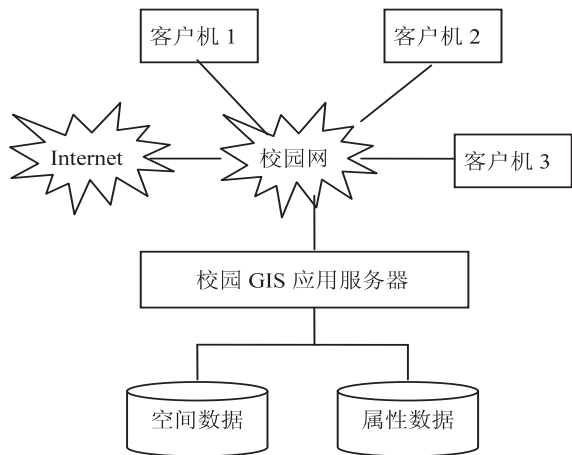 客户机 1
客户机 2
Internet
校园网
客户机 3
校园 GIS 应用服务器
空间数据
属性数据